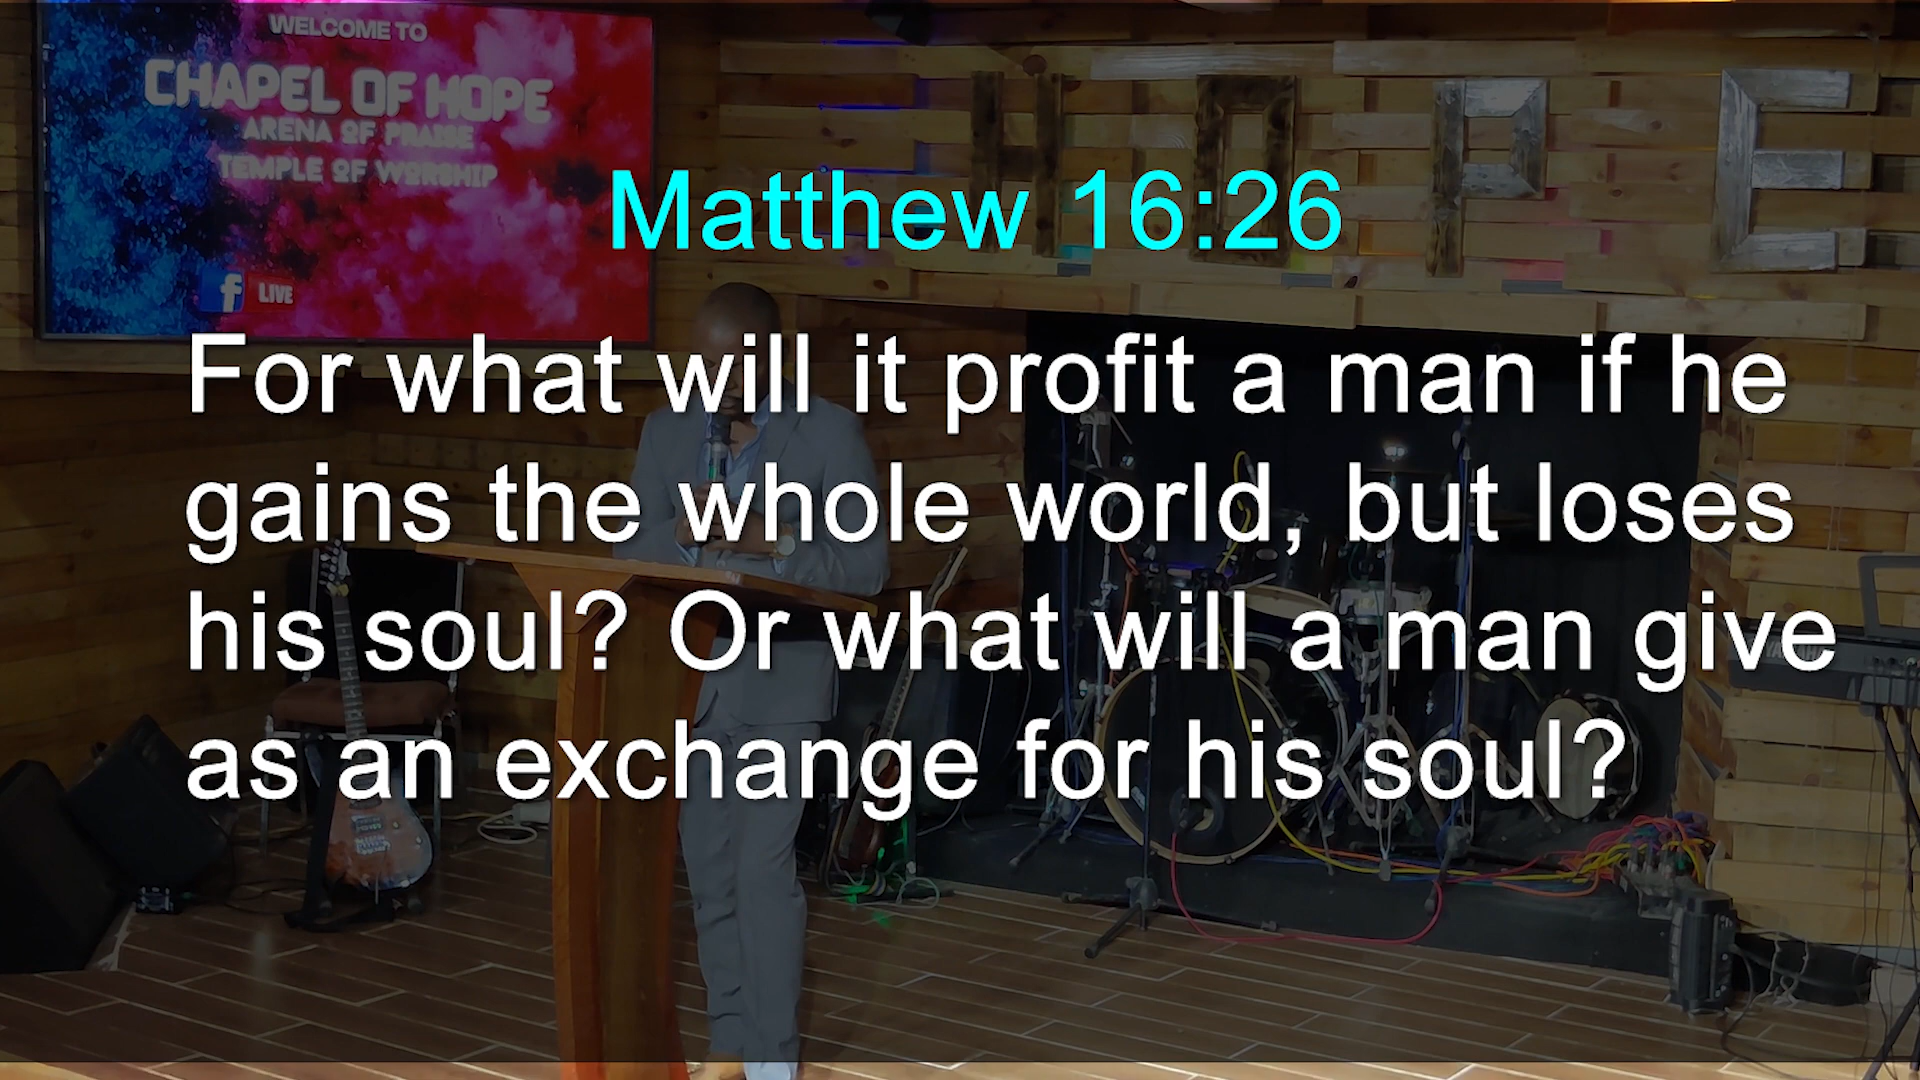 WELCOME TO
CHAPEL OF HOPE
ARENA OF PRAISE
TEMPLE OF WORSHIP
f LIVE
HOPE
Matthew 16:26
For what will it profit a man if he
gains the whole world, but loses
his soul? Or what will a man give
as an exchange for his soul?
YAMAHA